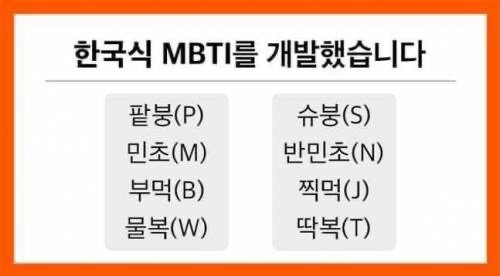 한국식 MBTI를 개발했습니다
팥붕(P) 슈붕(S)
민초(M) 반민초(N)
부먹(B) 찍먹(J)
물복(W) 딱복(T)